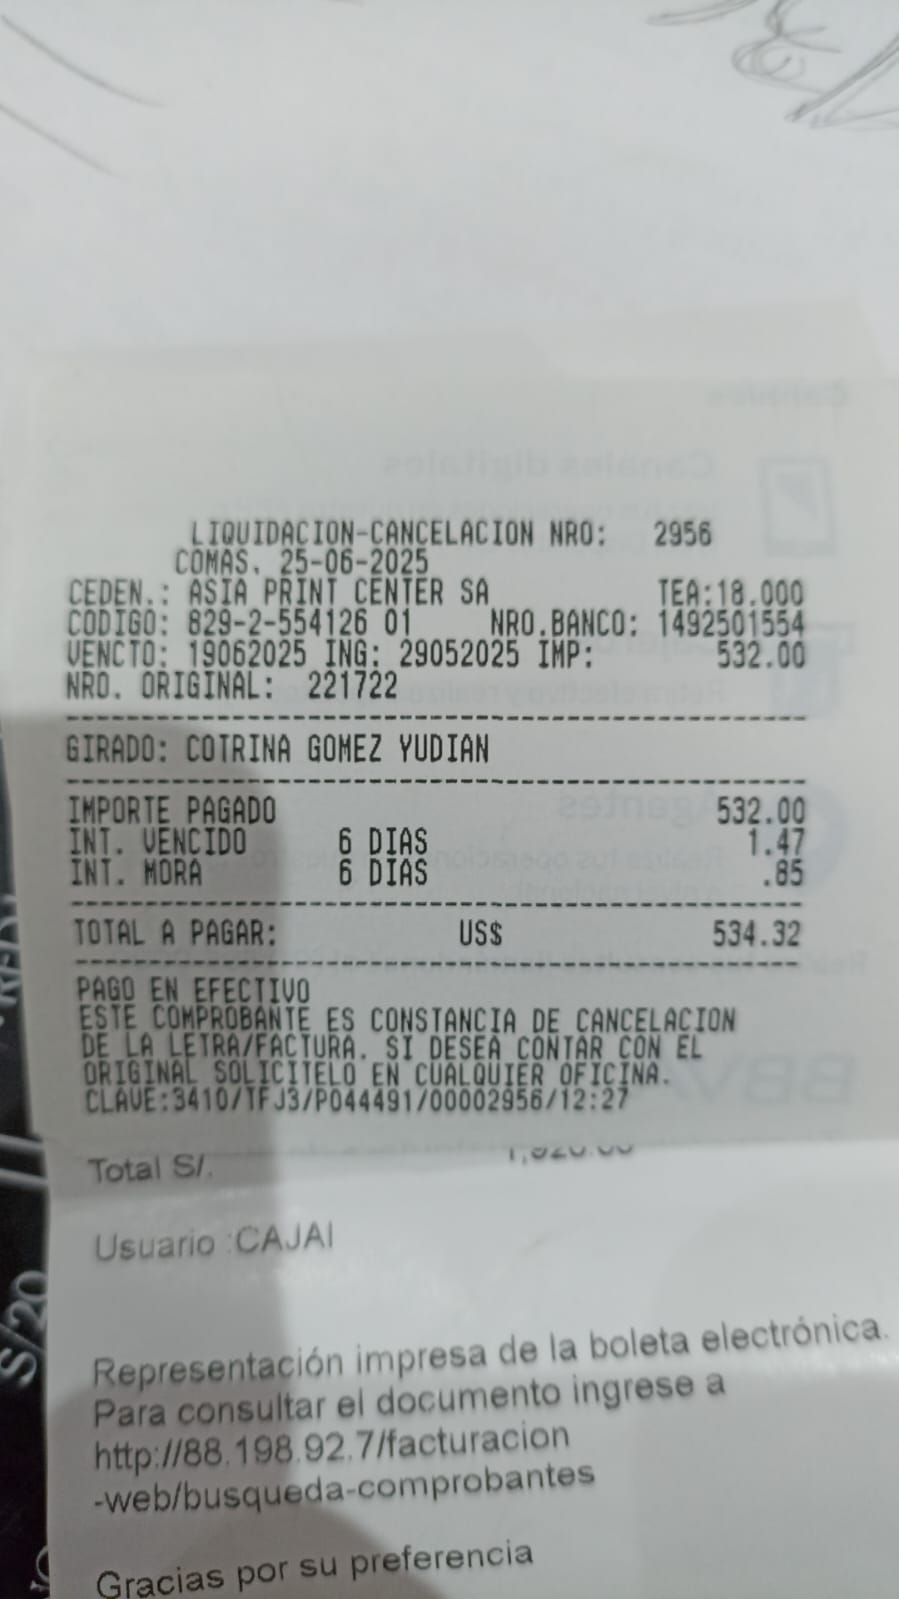 LIQUIDACION-CANCELACION NRO: 2956
COMAS, 25-06-2025
CEDEN.: ASIA PRINT CENTER SA TEA:18.000
CODIGO: 829-2-554126 01 NRO.BANCO: 1492501554
VENCTO: 19062025 ING: 29052025 IMP: 532.00
NRO. ORIGINAL: 221722
GIRADO: COTRINA GOMEZ YUDIAN
IMPORTE PAGADO 532.00
INT. VENCIDO 6 DIAS 1.47
INT. MORA 6 DIAS .85
TOTAL A PAGAR: US$ 534.32
PAGO EN EFECTIVO
ESTE COMPROBANTE ES CONSTANCIA DE CANCELACION
DE LA LETRA/FACTURA. SI DESEA CONTAR CON EL
ORIGINAL SOLICITELO EN CUALQUIER OFICINA.
CLAVE:3410/TFJ3/P044491/00002956/12:27
Total S/.
Usuario :CAJAI
Representación impresa de la boleta electrónica.
Para consultar el documento ingrese a
http://88.198.92.7/facturacion
-web/busqueda-comprobantes
Gracias por su preferencia
S/20